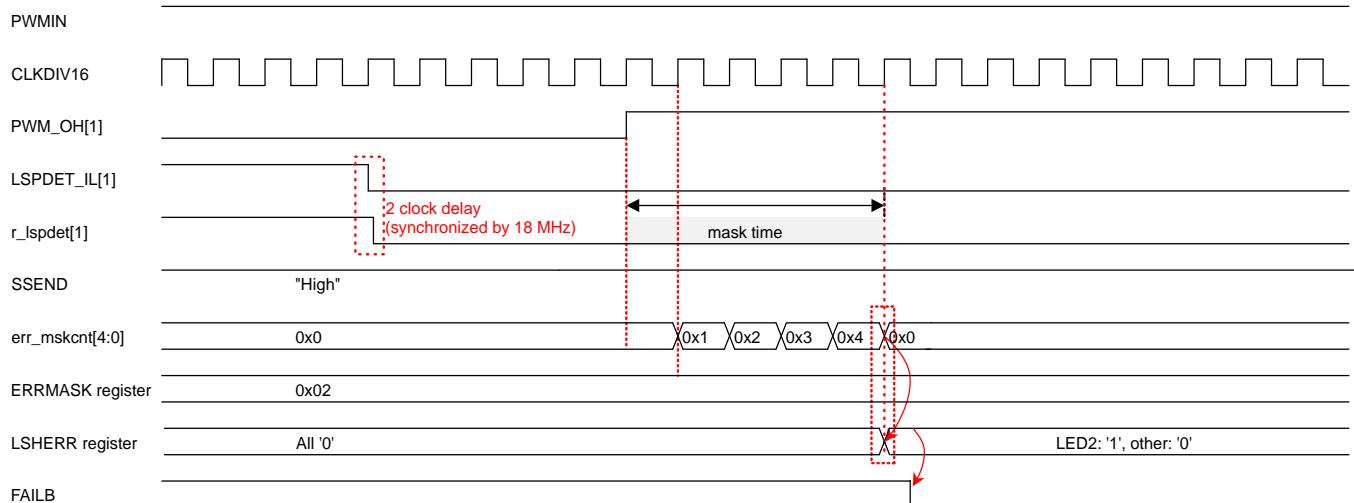 PWMIN
CLKDIV16
PWM_OH[1]
LSPDET_IL[1]
2 clock delay
(synchronized by 18 MHz)
r_lspdet[1]
mask time
SSEND
"High"
err_mskcnt[4:0]
0x0
0x1
0x2
0x3
0x4
0x0
ERRMASK register
0x02
LSHERR register
All '0'
LED2: '1', other: '0'
FAILB